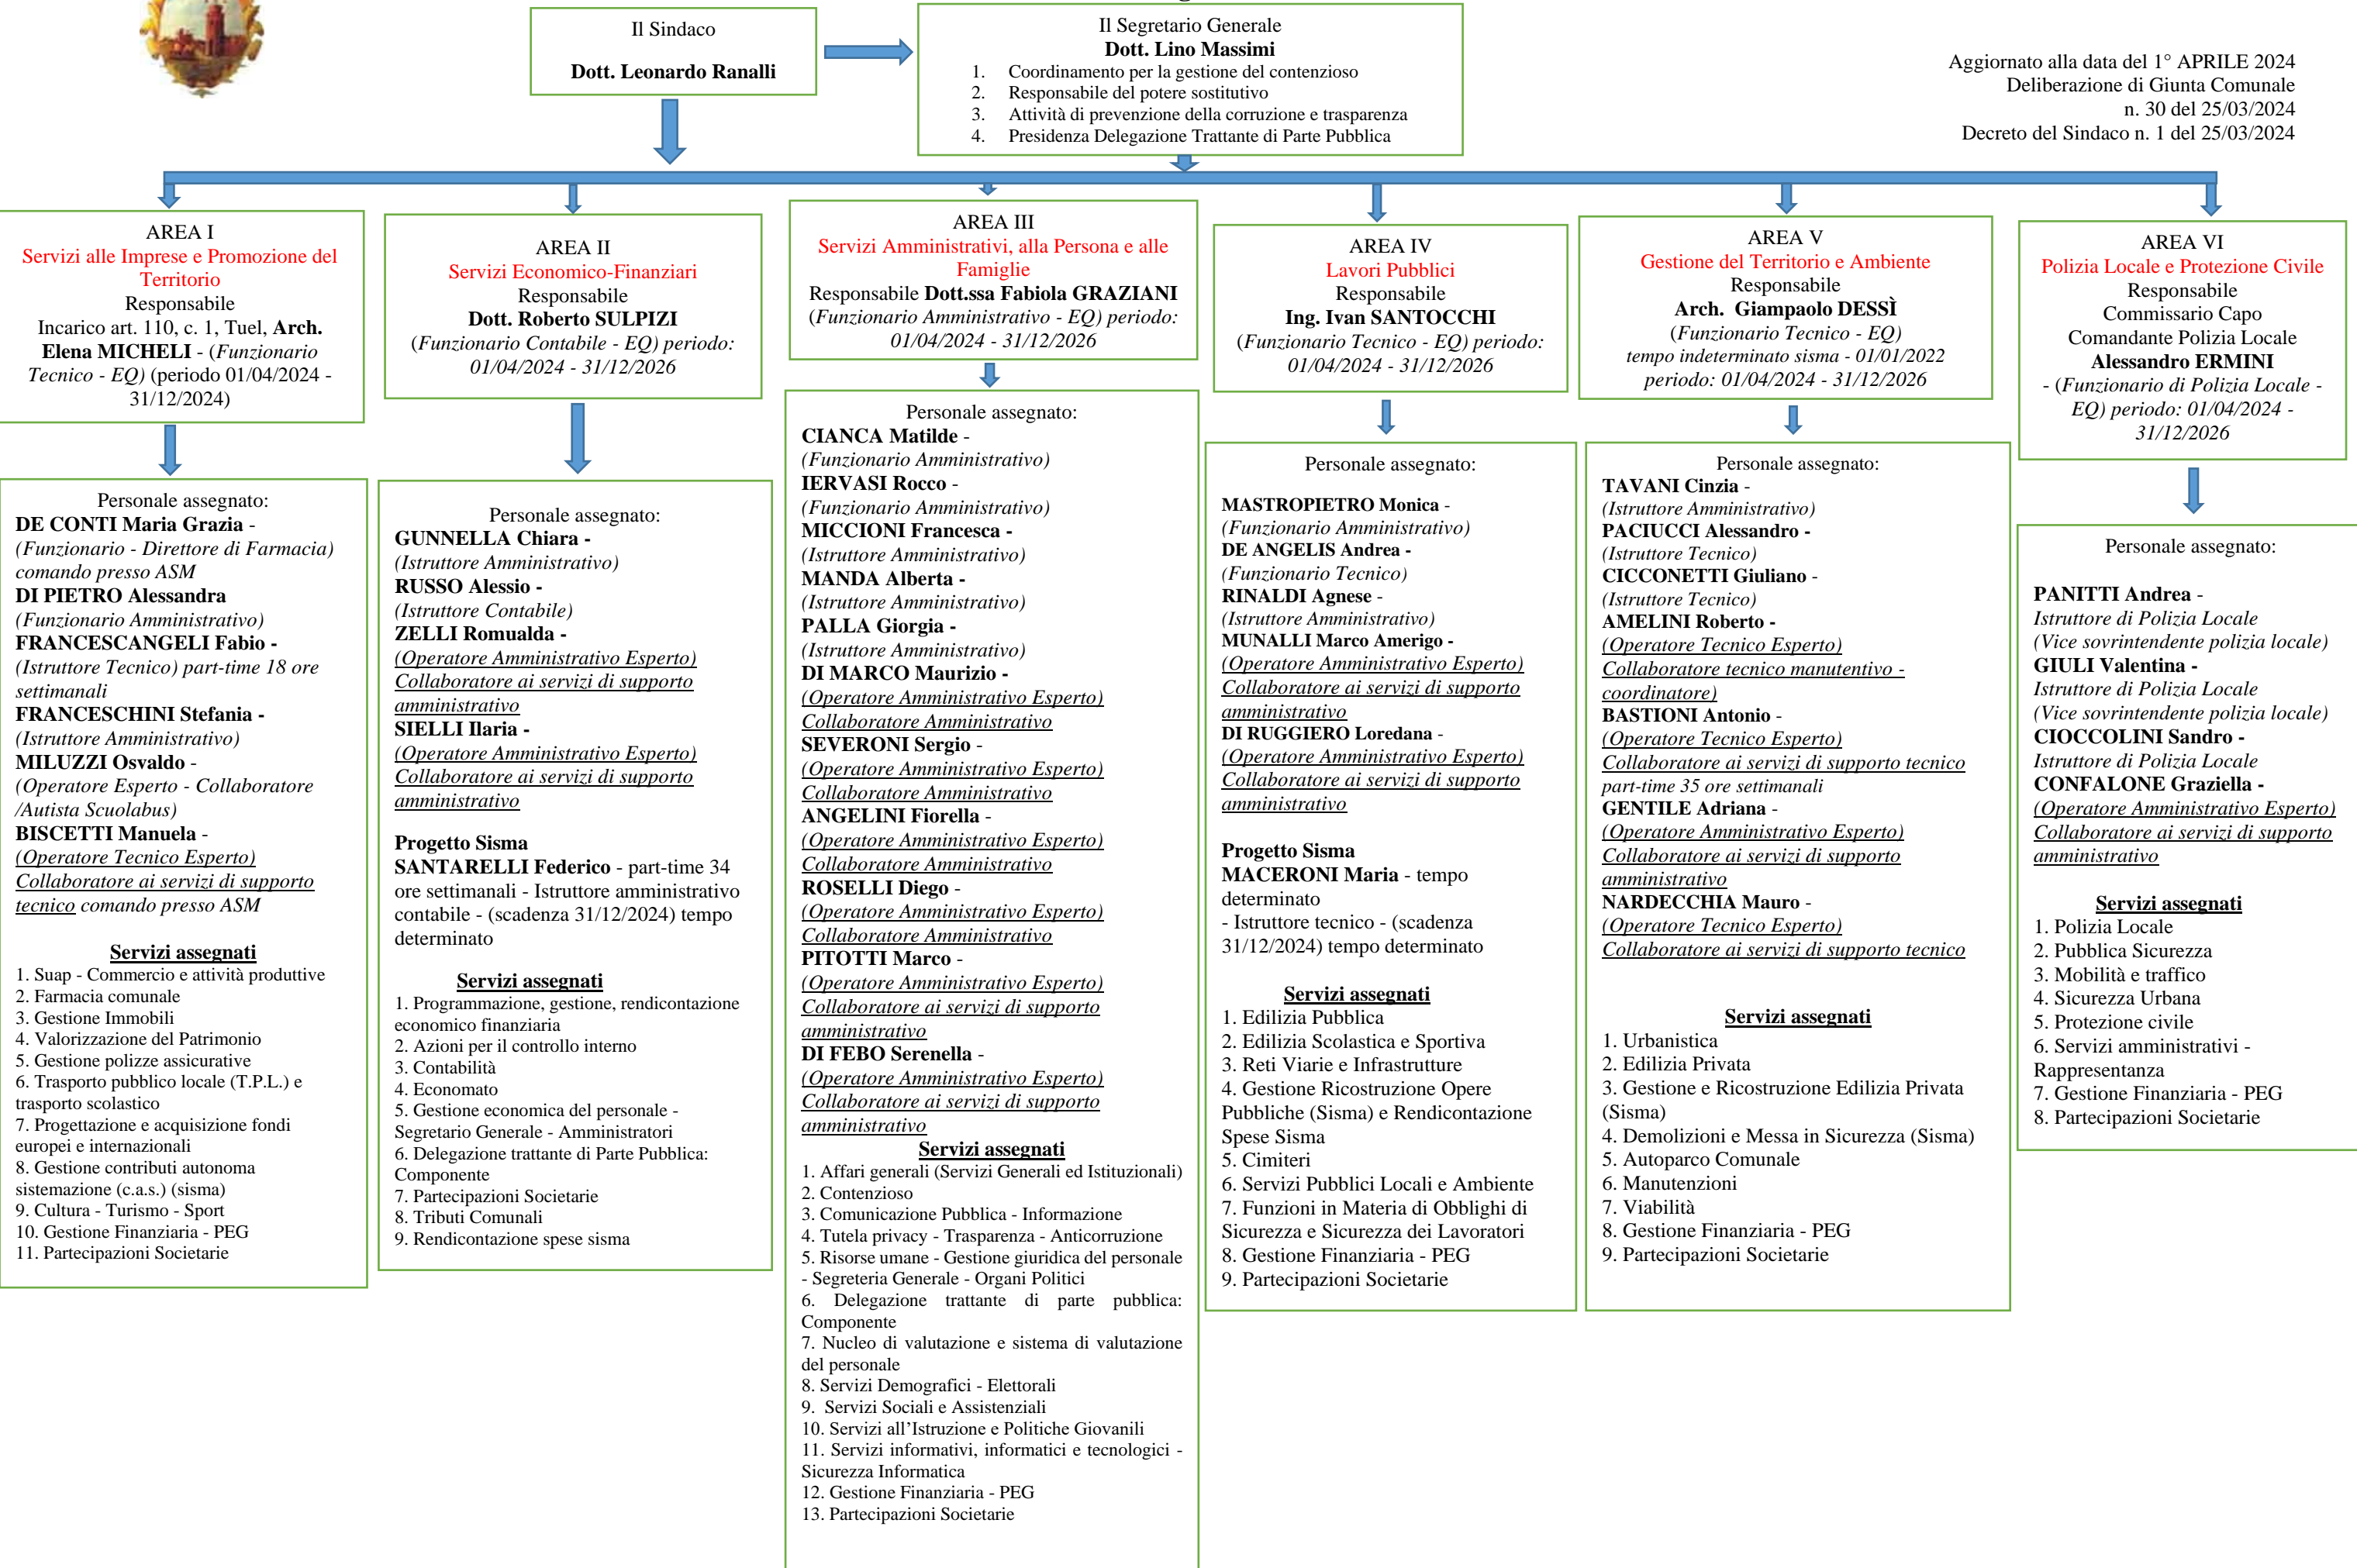 Il Sindaco
Dott. Leonardo Ranalli
Il Segretario Generale
Dott. Lino Massimi
1. Coordinamento per la gestione del contenzioso
2. Responsabile del potere sostitutivo
3. Attività di prevenzione della corruzione e trasparenza
4. Presidenza Delegazione Trattante di Parte Pubblica
Aggiornato alla data del 1° APRILE 2024
Deliberazione di Giunta Comunale
n. 30 del 25/03/2024
Decreto del Sindaco n. 1 del 25/03/2024
AREA I
Servizi alle Imprese e Promozione del
Territorio
Responsabile
Incarico art. 110, c. 1, Tuel, Arch.
Elena MICHELI - (Funzionario
Tecnico - EQ) (periodo 01/04/2024 -
31/12/2024)
Personale assegnato:
DE CONTI Maria Grazia -
(Funzionario - Direttore di Farmacia)
comando presso ASM
DI PIETRO Alessandra
(Funzionario Amministrativo)
FRANCESCANGELI Fabio -
(Istruttore Tecnico) part-time 18 ore
settimanali
FRANCESCHINI Stefania -
(Istruttore Amministrativo)
MILUZZI Osvaldo -
(Operatore Esperto - Collaboratore
/Autista Scuolabus)
BISCETTI Manuela -
(Operatore Tecnico Esperto)
Collaboratore ai servizi di supporto
tecnico comando presso ASM
Servizi assegnati
1. Suap - Commercio e attività produttive
2. Farmacia comunale
3. Gestione Immobili
4. Valorizzazione del Patrimonio
5. Gestione polizze assicurative
6. Trasporto pubblico locale (T.P.L.) e
trasporto scolastico
7. Progettazione e acquisizione fondi
europei e internazionali
8. Gestione contributi autonoma
sistemazione (c.a.s.) (sisma)
9. Cultura - Turismo - Sport
10. Gestione Finanziaria - PEG
11. Partecipazioni Societarie
AREA II
Servizi Economico-Finanziari
Responsabile
Dott. Roberto SULPIZI
(Funzionario Contabile - EQ) periodo:
01/04/2024 - 31/12/2026
Personale assegnato:
GUNNELLA Chiara -
(Istruttore Amministrativo)
RUSSO Alessio -
(Istruttore Contabile)
ZELLI Romualda -
(Operatore Amministrativo Esperto)
Collaboratore ai servizi di supporto
amministrativo
SIELLI Ilaria -
(Operatore Amministrativo Esperto)
Collaboratore ai servizi di supporto
amministrativo
Progetto Sisma
SANTARELLI Federico - part-time 34
ore settimanali - Istruttore amministrativo
contabile - (scadenza 31/12/2024) tempo
determinato
Servizi assegnati
1. Programmazione, gestione, rendicontazione
economico finanziaria
2. Azioni per il controllo interno
3. Contabilità
4. Economato
5. Gestione economica del personale -
Segretario Generale - Amministratori
6. Delegazione trattante di Parte Pubblica:
Componente
7. Partecipazioni Societarie
8. Tributi Comunali
9. Rendicontazione spese sisma
AREA III
Servizi Amministrativi, alla Persona e alle
Famiglie
Responsabile Dott.ssa Fabiola GRAZIANI
(Funzionario Amministrativo - EQ) periodo:
01/04/2024 - 31/12/2026
Personale assegnato:
CIANCA Matilde -
(Funzionario Amministrativo)
IERVASI Rocco -
(Funzionario Amministrativo)
MICCIONI Francesca -
(Istruttore Amministrativo)
MANDA Alberta -
(Istruttore Amministrativo)
PALLA Giorgia -
(Istruttore Amministrativo)
DI MARCO Maurizio -
(Operatore Amministrativo Esperto)
Collaboratore Amministrativo
SEVERONI Sergio -
(Operatore Amministrativo Esperto)
Collaboratore Amministrativo
ANGELINI Fiorella -
(Operatore Amministrativo Esperto)
Collaboratore Amministrativo
ROSELLI Diego -
(Operatore Amministrativo Esperto)
Collaboratore Amministrativo
PITOTTI Marco -
(Operatore Amministrativo Esperto)
Collaboratore ai servizi di supporto
amministrativo
DI FEBO Serenella -
(Operatore Amministrativo Esperto)
Collaboratore ai servizi di supporto
amministrativo
Servizi assegnati
1. Affari generali (Servizi Generali ed Istituzionali)
2. Contenzioso
3. Comunicazione Pubblica - Informazione
4. Tutela privacy - Trasparenza - Anticorruzione
5. Risorse umane - Gestione giuridica del personale
- Segreteria Generale - Organi Politici
6. Delegazione trattante di parte pubblica:
Componente
7. Nucleo di valutazione e sistema di valutazione
del personale
8. Servizi Demografici - Elettorali
9. Servizi Sociali e Assistenziali
10. Servizi all’Istruzione e Politiche Giovanili
11. Servizi informativi, informatici e tecnologici -
Sicurezza Informatica
12. Gestione Finanziaria - PEG
13. Partecipazioni Societarie
AREA IV
Lavori Pubblici
Responsabile
Ing. Ivan SANTOCCHI
(Funzionario Tecnico - EQ) periodo:
01/04/2024 - 31/12/2026
Personale assegnato:
MASTROPIETRO Monica -
(Funzionario Amministrativo)
DE ANGELIS Andrea -
(Funzionario Tecnico)
RINALDI Agnese -
(Istruttore Amministrativo)
MUNALLI Marco Amerigo -
(Operatore Amministrativo Esperto)
Collaboratore ai servizi di supporto
amministrativo
DI RUGGIERO Loredana -
(Operatore Amministrativo Esperto)
Collaboratore ai servizi di supporto
amministrativo
Progetto Sisma
MACERONI Maria - tempo
determinato
- Istruttore tecnico - (scadenza
31/12/2024) tempo determinato
Servizi assegnati
1. Edilizia Pubblica
2. Edilizia Scolastica e Sportiva
3. Reti Viarie e Infrastrutture
4. Gestione Ricostruzione Opere
Pubbliche (Sisma) e Rendicontazione
Spese Sisma
5. Cimiteri
6. Servizi Pubblici Locali e Ambiente
7. Funzioni in Materia di Obblighi di
Sicurezza e Sicurezza dei Lavoratori
8. Gestione Finanziaria - PEG
9. Partecipazioni Societarie
AREA V
Gestione del Territorio e Ambiente
Responsabile
Arch. Giampaolo DESSÌ
(Funzionario Tecnico - EQ)
tempo indeterminato sisma - 01/01/2022
periodo: 01/04/2024 - 31/12/2026
Personale assegnato:
TAVANI Cinzia -
(Istruttore Amministrativo)
PACIUCCI Alessandro -
(Istruttore Tecnico)
CICCONETTI Giuliano -
(Istruttore Tecnico)
AMELINI Roberto -
(Operatore Tecnico Esperto)
Collaboratore tecnico manutentivo -
coordinatore)
BASTIONI Antonio -
(Operatore Tecnico Esperto)
Collaboratore ai servizi di supporto tecnico
part-time 35 ore settimanali
GENTILE Adriana -
(Operatore Amministrativo Esperto)
Collaboratore ai servizi di supporto
amministrativo
NARDECCHIA Mauro -
(Operatore Tecnico Esperto)
Collaboratore ai servizi di supporto tecnico
Servizi assegnati
1. Urbanistica
2. Edilizia Privata
3. Gestione e Ricostruzione Edilizia Privata
(Sisma)
4. Demolizioni e Messa in Sicurezza (Sisma)
5. Autoparco Comunale
6. Manutenzioni
7. Viabilità
8. Gestione Finanziaria - PEG
9. Partecipazioni Societarie
AREA VI
Polizia Locale e Protezione Civile
Responsabile
Commissario Capo
Comandante Polizia Locale
Alessandro ERMINI
- (Funzionario di Polizia Locale -
EQ) periodo: 01/04/2024 -
31/12/2026
Personale assegnato:
PANITTI Andrea -
Istruttore di Polizia Locale
(Vice sovrintendente polizia locale)
GIULI Valentina -
Istruttore di Polizia Locale
(Vice sovrintendente polizia locale)
CIOCCOLINI Sandro -
Istruttore di Polizia Locale
CONFALONE Graziella -
(Operatore Amministrativo Esperto)
Collaboratore ai servizi di supporto
amministrativo
Servizi assegnati
1. Polizia Locale
2. Pubblica Sicurezza
3. Mobilità e traffico
4. Sicurezza Urbana
5. Protezione civile
6. Servizi amministrativi -
Rappresentanza
7. Gestione Finanziaria - PEG
8. Partecipazioni Societarie